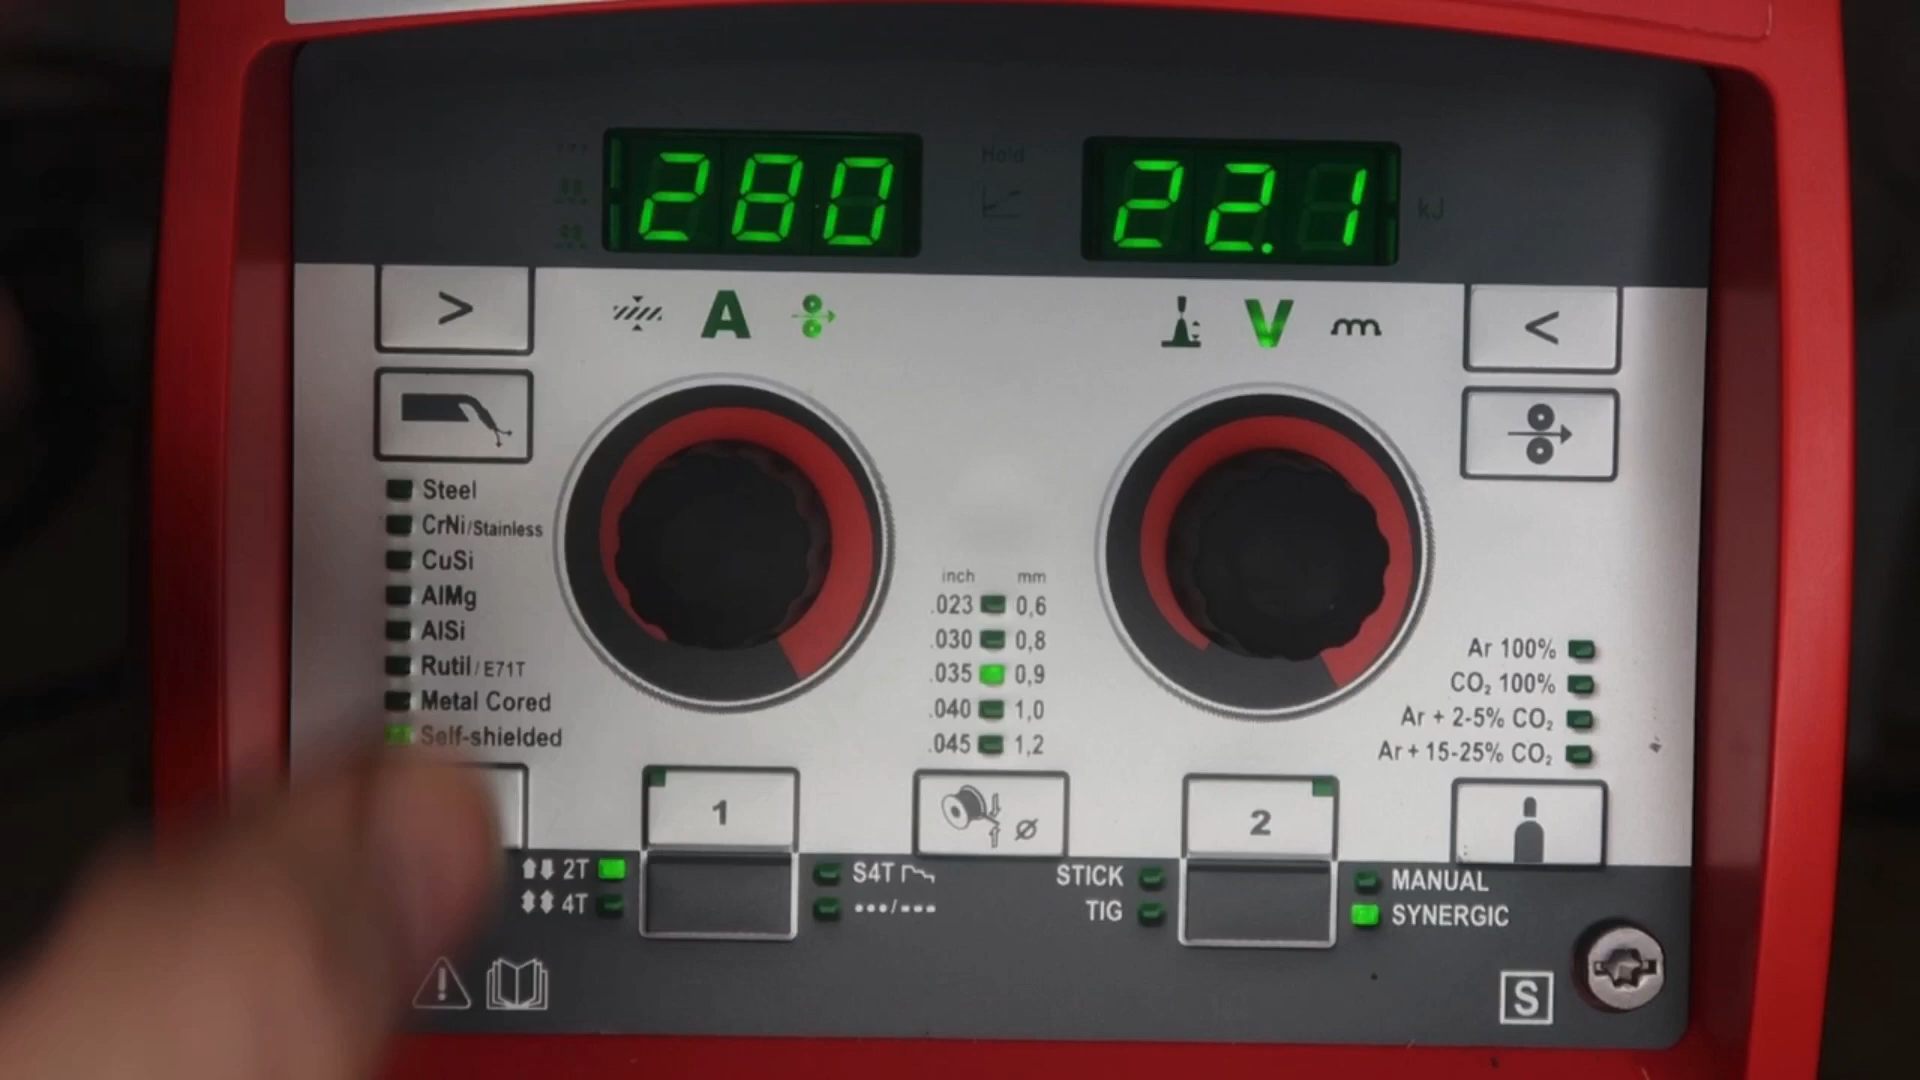 280
Hold
22.1
kJ
>
A
V
<
Steel
CrNi/Stainless
CuSi
AlMg
AlSi
Rutil/E71T
Metal Cored
Self-shielded
inch mm
.023 0,6
.030 0,8
.035 0,9
.040 1,0
.045 1,2
Ar 100%
CO₂ 100%
Ar + 2-5% CO₂
Ar + 15-25% CO₂
1
Ø
2
2T
4T
S4T
STICK
TIG
MANUAL
SYNERGIC
S